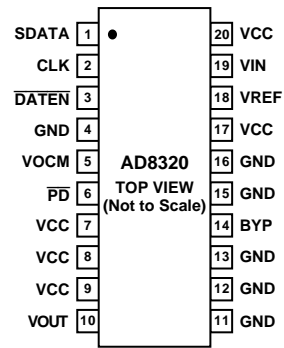 SDATA 1 20 VCC
CLK 2 19 VIN
DATEN 3 18 VREF
GND 4 17 VCC
VOCM 5 AD8320 16 GND
PD 6 TOP VIEW 15 GND
(Not to Scale)
VCC 7 14 BYP
VCC 8 13 GND
VCC 9 12 GND
VOUT 10 11 GND